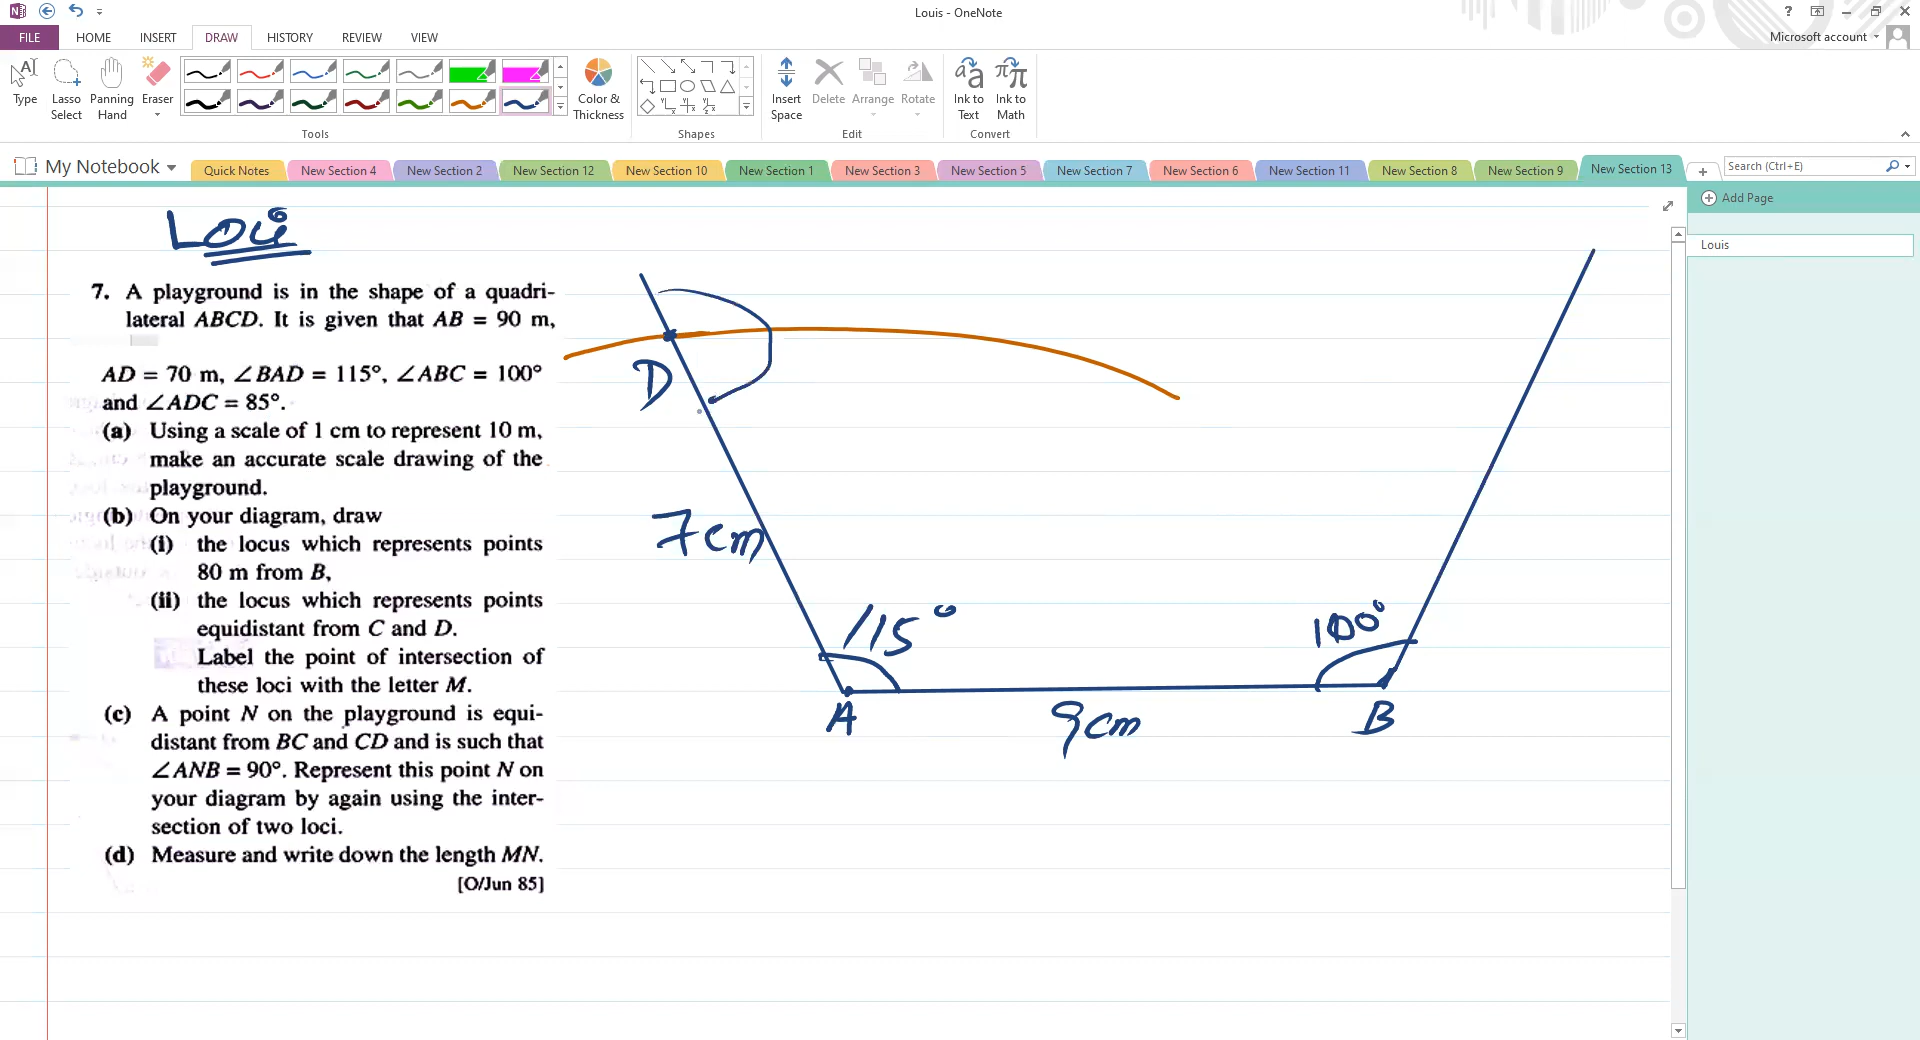 Louis - OneNote
Microsoft account
FILE HOME INSERT DRAW HISTORY REVIEW VIEW
Type
Lasso Select
Panning Hand
Eraser
Color & Thickness
Insert Space
Delete
Arrange
Rotate
Ink to Text
Ink to Math
Tools
Shapes
Edit
Convert
My Notebook
Quick Notes
New Section 4
New Section 2
New Section 12
New Section 10
New Section 1
New Section 3
New Section 5
New Section 7
New Section 6
New Section 11
New Section 8
New Section 9
New Section 13
Search (Ctrl+E)
Add Page
Louis
Loci
7. A playground is in the shape of a quadri-
lateral ABCD. It is given that AB = 90 m,
AD = 70 m, ∠BAD = 115°, ∠ABC = 100°
and ∠ADC = 85°.
(a) Using a scale of 1 cm to represent 10 m,
make an accurate scale drawing of the
playground.
(b) On your diagram, draw
(i) the locus which represents points
80 m from B,
(ii) the locus which represents points
equidistant from C and D.
Label the point of intersection of
these loci with the letter M.
(c) A point N on the playground is equi-
distant from BC and CD and is such that
∠ANB = 90°. Represent this point N on
your diagram by again using the inter-
section of two loci.
(d) Measure and write down the length MN.
[O/Jun 85]
D
7cm
115°
100°
A
9cm
B